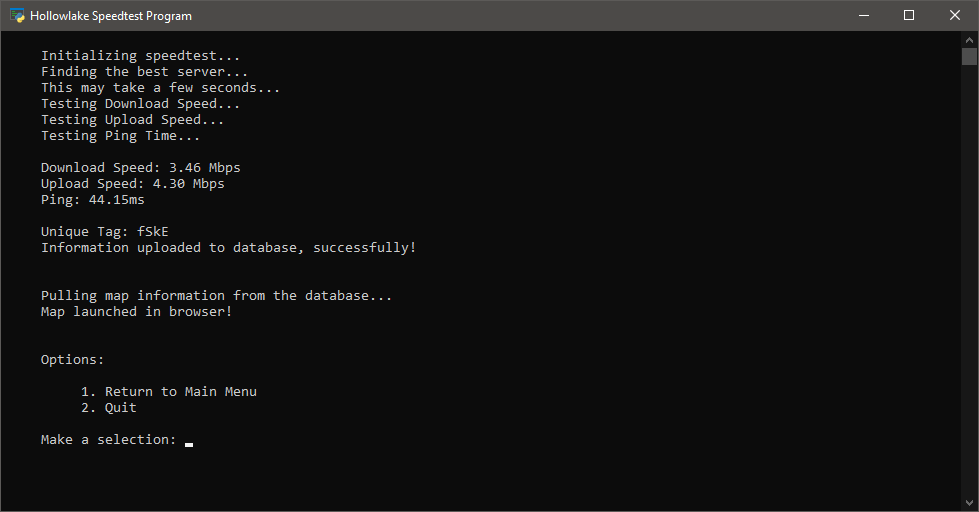 Hollowlake Speedtest Program
Initializing speedtest...
Finding the best server...
This may take a few seconds...
Testing Download Speed...
Testing Upload Speed...
Testing Ping Time...
Download Speed: 3.46 Mbps
Upload Speed: 4.30 Mbps
Ping: 44.15ms
Unique Tag: fSkE
Information uploaded to database, successfully!
Pulling map information from the database...
Map launched in browser!
Options:
1. Return to Main Menu
2. Quit
Make a selection: